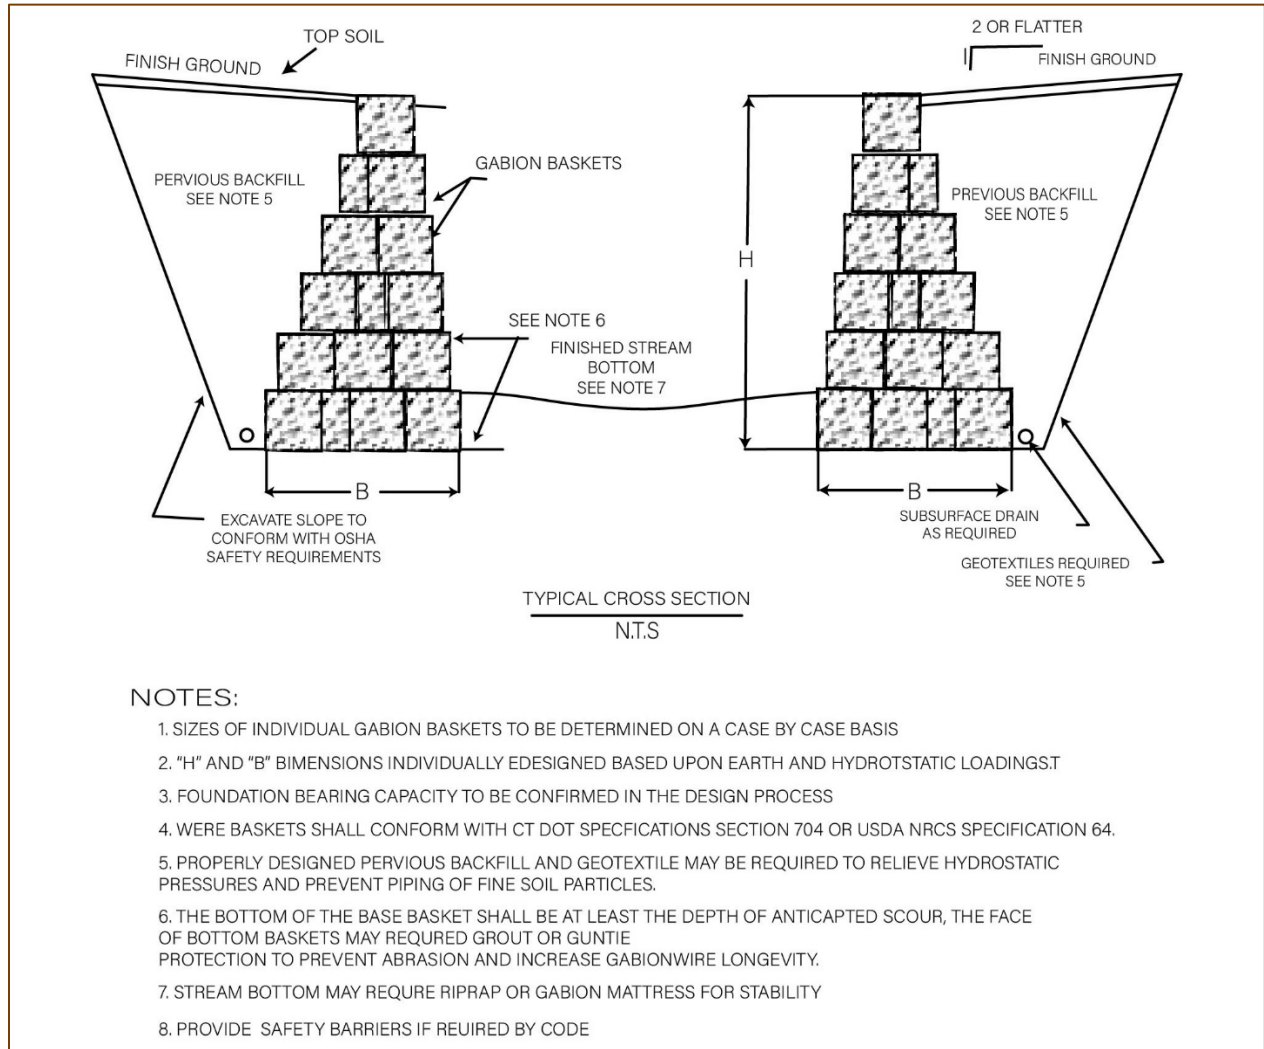 TOP SOIL
FINISH GROUND
2 OR FLATTER
I
FINISH GROUND
GABION BASKETS
PERVIOUS BACKFILL
SEE NOTE 5
PREVIOUS BACKFILL
SEE NOTE 5
H
SEE NOTE 6
FINISHED STREAM
BOTTOM
SEE NOTE 7
B
B
EXCAVATE SLOPE TO
CONFORM WITH OSHA
SAFETY REQUIREMENTS
SUBSURFACE DRAIN
AS REQUIRED
GEOTEXTILES REQUIRED
SEE NOTE 5
TYPICAL CROSS SECTION
N.T.S
NOTES:
1. SIZES OF INDIVIDUAL GABION BASKETS TO BE DETERMINED ON A CASE BY CASE BASIS
2. "H" AND "B" BIMENSIONS INDIVIDUALLY EDESIGNED BASED UPON EARTH AND HYDROTSTATIC LOADINGS.T
3. FOUNDATION BEARING CAPACITY TO BE CONFIRMED IN THE DESIGN PROCESS
4. WERE BASKETS SHALL CONFORM WITH CT DOT SPECFICATIONS SECTION 704 OR USDA NRCS SPECIFICATION 64.
5. PROPERLY DESIGNED PERVIOUS BACKFILL AND GEOTEXTILE MAY BE REQUIRED TO RELIEVE HYDROSTATIC
PRESSURES AND PREVENT PIPING OF FINE SOIL PARTICLES.
6. THE BOTTOM OF THE BASE BASKET SHALL BE AT LEAST THE DEPTH OF ANTICAPTED SCOUR, THE FACE
OF BOTTOM BASKETS MAY REQURED GROUT OR GUNTIE
PROTECTION TO PREVENT ABRASION AND INCREASE GABIONWIRE LONGEVITY.
7. STREAM BOTTOM MAY REQURE RIPRAP OR GABION MATTRESS FOR STABILITY
8. PROVIDE SAFETY BARRIERS IF REUIRED BY CODE